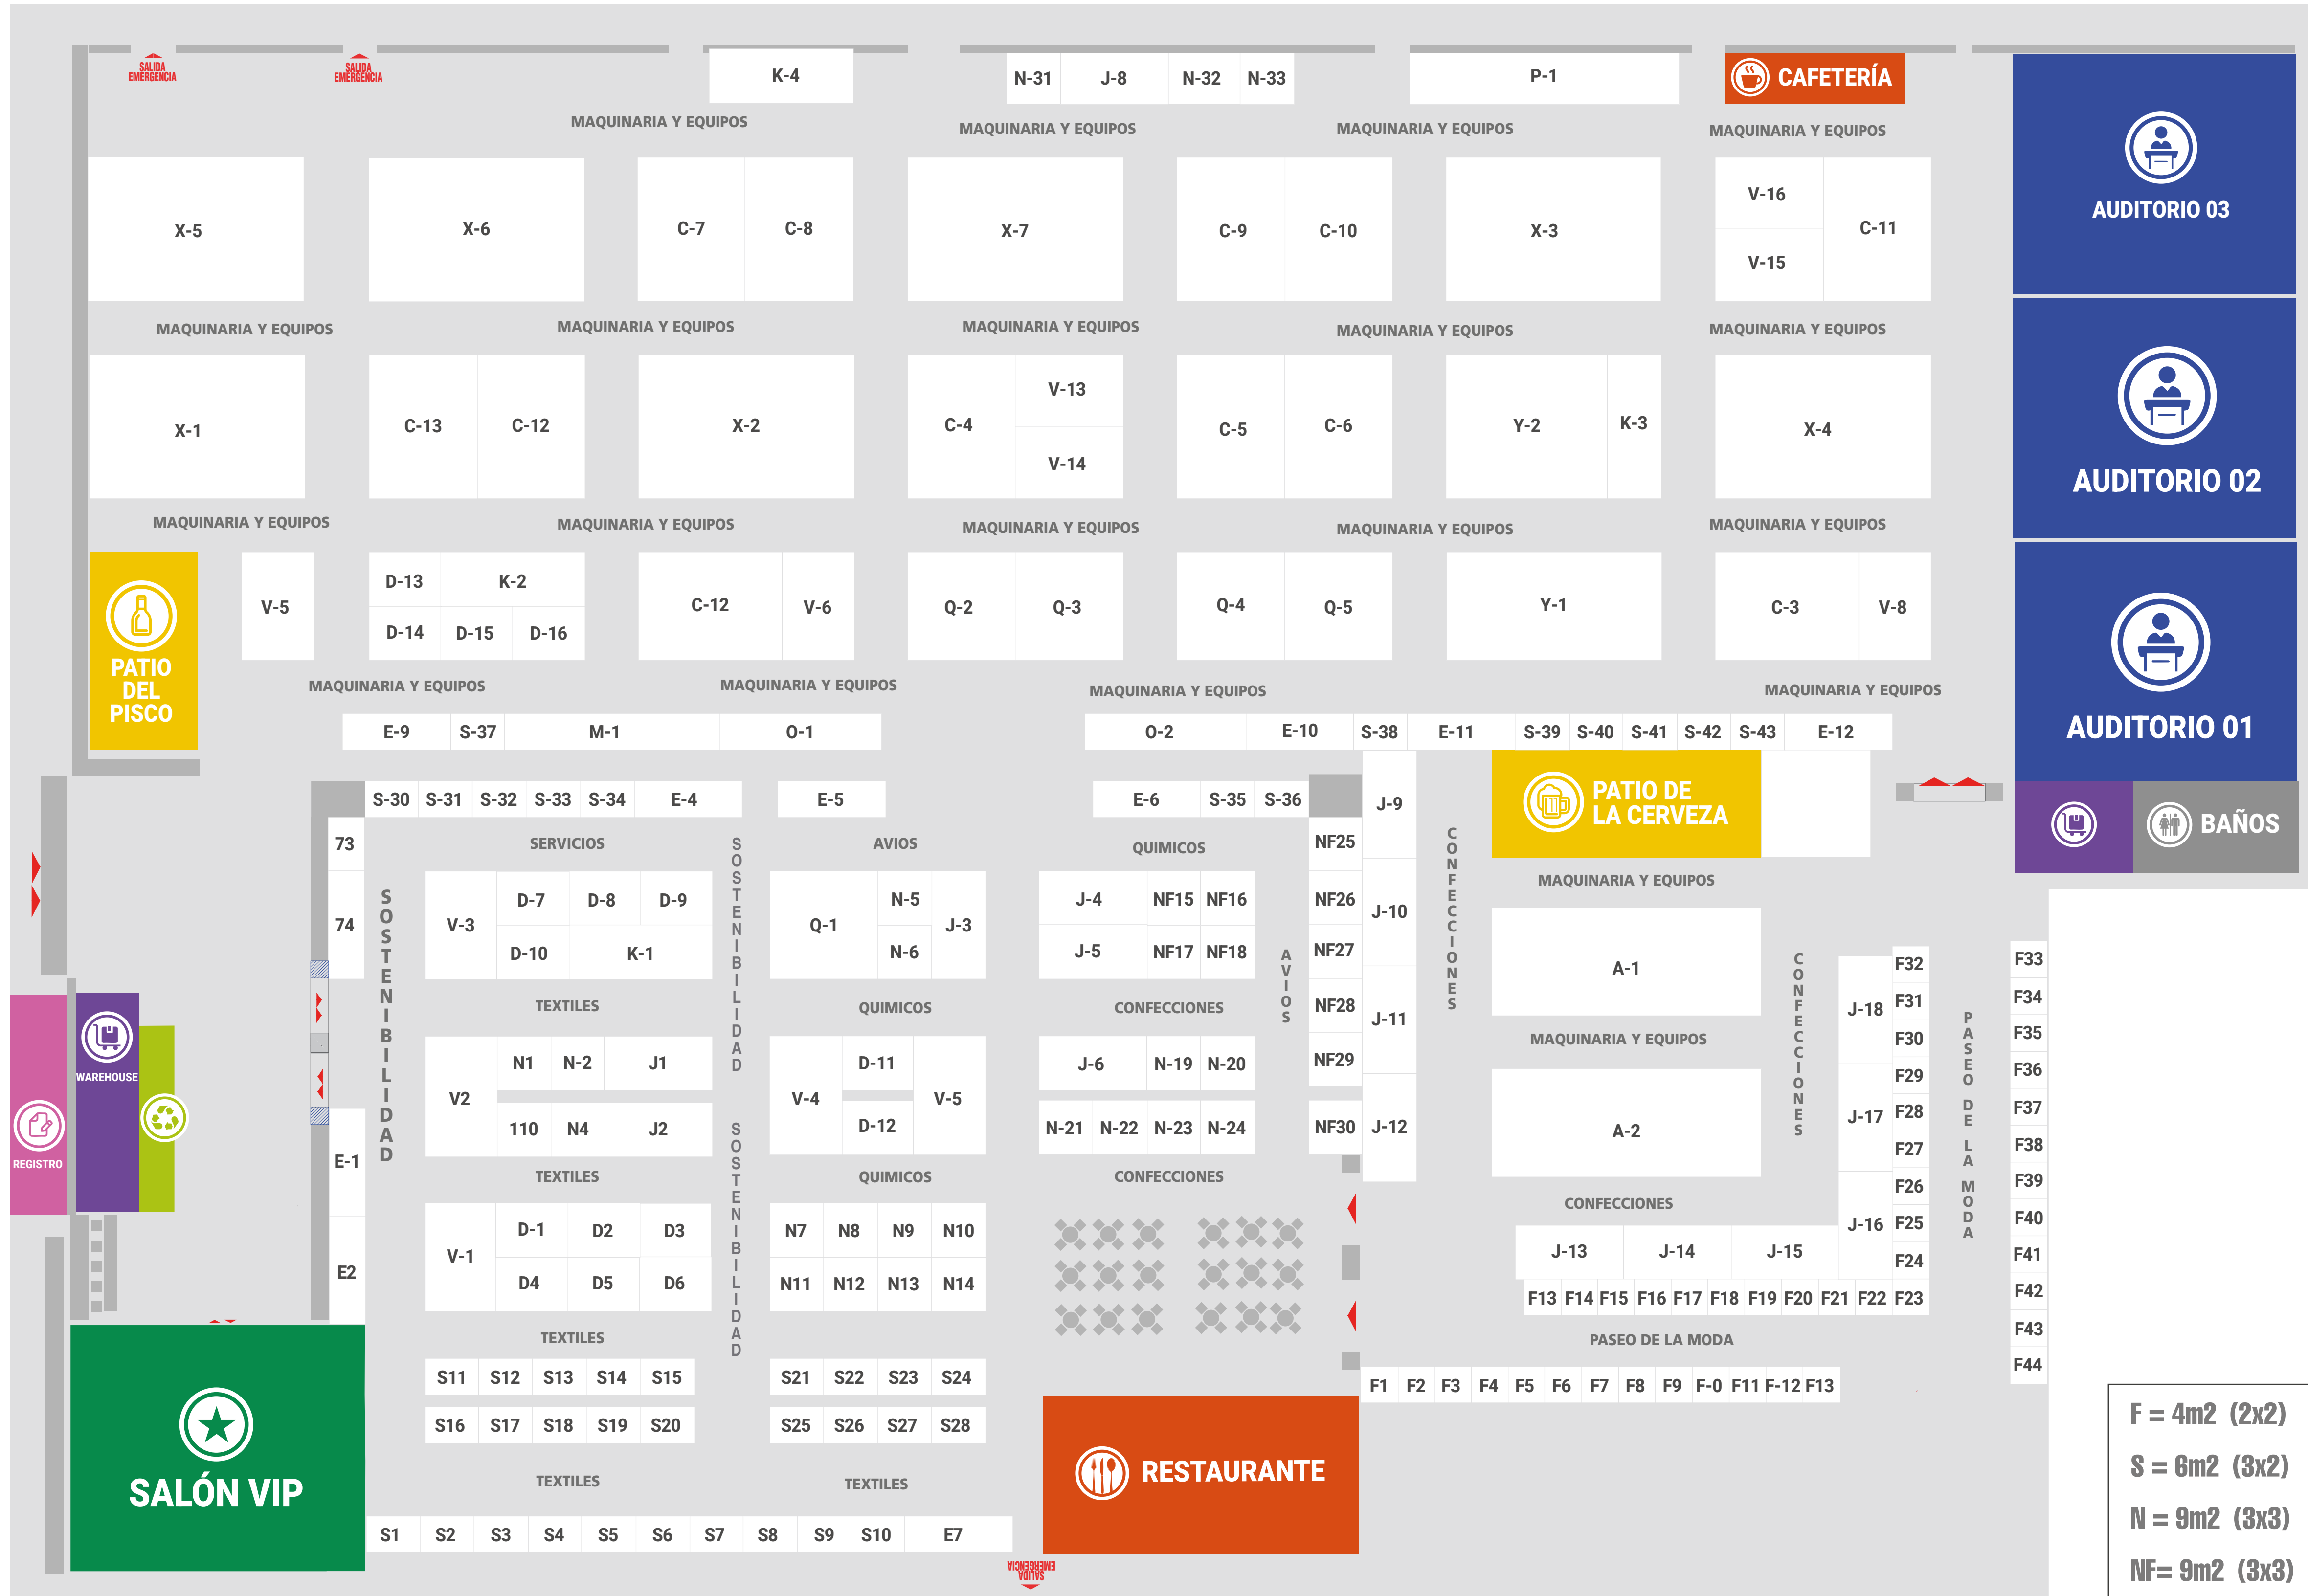 SALIDA
EMERGENCIA
SALIDA
EMERGENCIA
K-4
N-31 J-8 N-32 N-33
P-1
CAFETERÍA
AUDITORIO 03
MAQUINARIA Y EQUIPOS
MAQUINARIA Y EQUIPOS
MAQUINARIA Y EQUIPOS
MAQUINARIA Y EQUIPOS
X-5
X-6
C-7 C-8
X-7
C-9 C-10
X-3
V-16
V-15
C-11
MAQUINARIA Y EQUIPOS
MAQUINARIA Y EQUIPOS
MAQUINARIA Y EQUIPOS
MAQUINARIA Y EQUIPOS
MAQUINARIA Y EQUIPOS
X-1
C-13 C-12
X-2
C-4
V-13
V-14
C-5 C-6
Y-2 K-3
X-4
AUDITORIO 02
MAQUINARIA Y EQUIPOS
MAQUINARIA Y EQUIPOS
MAQUINARIA Y EQUIPOS
MAQUINARIA Y EQUIPOS
MAQUINARIA Y EQUIPOS
PATIO
DEL
PISCO
V-5
D-13 K-2
D-14 D-15 D-16
C-12 V-6
Q-2 Q-3
Q-4 Q-5
Y-1
C-3 V-8
AUDITORIO 01
MAQUINARIA Y EQUIPOS
MAQUINARIA Y EQUIPOS
MAQUINARIA Y EQUIPOS
MAQUINARIA Y EQUIPOS
E-9 S-37 M-1 O-1
O-2 E-10 S-38 E-11 S-39 S-40 S-41 S-42 S-43 E-12
S-30 S-31 S-32 S-33 S-34 E-4
E-5
E-6 S-35 S-36
PATIO DE
LA CERVEZA
BAÑOS
73
74
SOSTENIBILIDAD
SERVICIOS
SOSTENIBILIDAD
AVIOS
QUIMICOS
V-3
D-7 D-8 D-9
D-10 K-1
Q-1
N-5
N-6
J-3
J-4 NF15 NF16
J-5 NF17 NF18
AVIOS
NF25
NF26
NF27
NF28
NF29
NF30
J-9
J-10
J-11
J-12
CONFECCIONES
MAQUINARIA Y EQUIPOS
A-1
MAQUINARIA Y EQUIPOS
A-2
CONFECCIONES
J-18
J-17
J-16
F32
F31
F30
F29
F28
F27
F26
F25
F24
PASEO DE LA MODA
F33
F34
F35
F36
F37
F38
F39
F40
F41
F42
F43
F44
TEXTILES
QUIMICOS
CONFECCIONES
V2
N1 N-2 J1
110 N4 J2
V-4
D-11
D-12
V-5
J-6 N-19 N-20
N-21 N-22 N-23 N-24
REGISTRO
WAREHOUSE
E-1
E2
TEXTILES
SOSTENIBILIDAD
QUIMICOS
CONFECCIONES
V-1
D-1 D2 D3
D4 D5 D6
N7 N8 N9 N10
N11 N12 N13 N14
CONFECCIONES
J-13 J-14 J-15
F13 F14 F15 F16 F17 F18 F19 F20 F21 F22 F23
PASEO DE LA MODA
F1 F2 F3 F4 F5 F6 F7 F8 F9 F-0 F11 F-12 F13
TEXTILES
S11 S12 S13 S14 S15
S16 S17 S18 S19 S20
S21 S22 S23 S24
S25 S26 S27 S28
SALÓN VIP
RESTAURANTE
TEXTILES
TEXTILES
S1 S2 S3 S4 S5 S6 S7 S8 S9 S10 E7
SALIDA
EMERGENCIA
F = 4m2 (2x2)
S = 6m2 (3x2)
N = 9m2 (3x3)
NF= 9m2 (3x3)